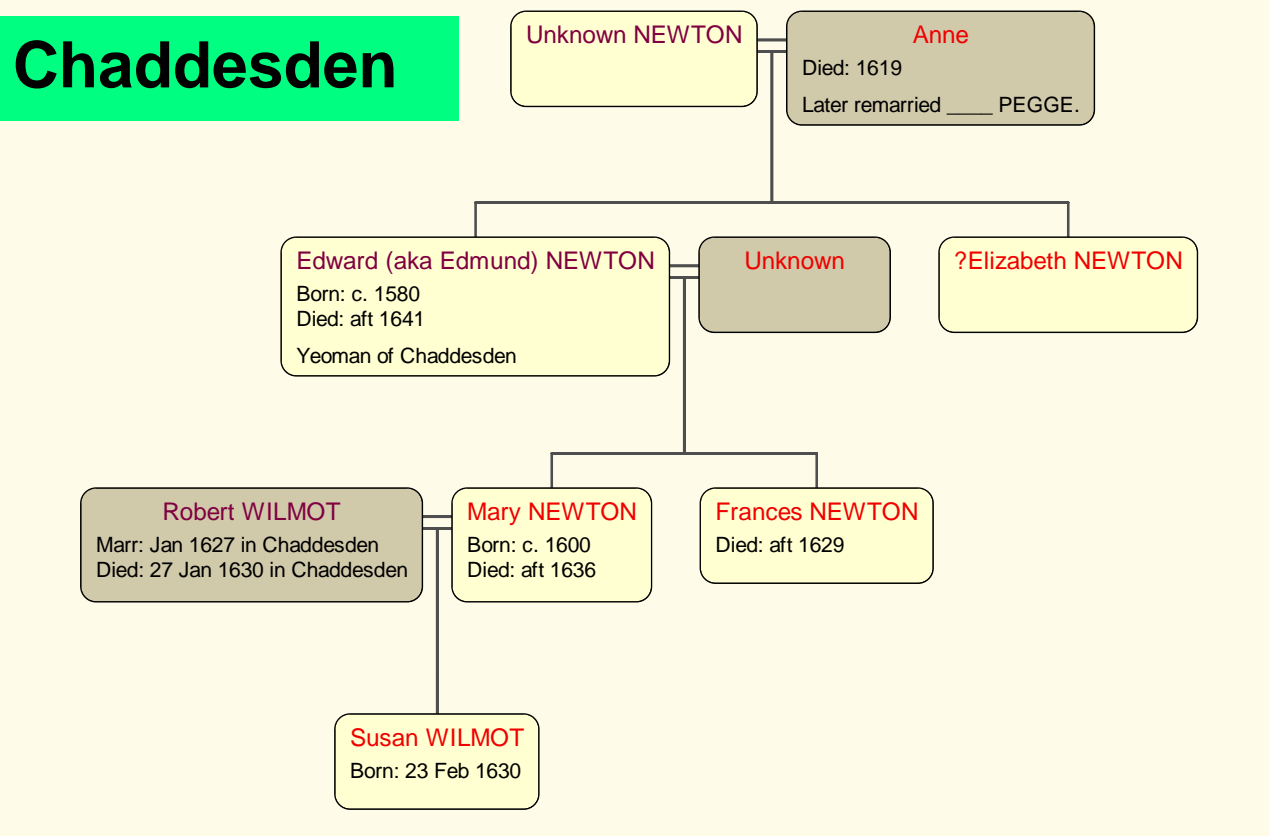 Chaddesden
Unknown NEWTON
Anne
Died: 1619
Later remarried ____ PEGGE.
Edward (aka Edmund) NEWTON
Born: c. 1580
Died: aft 1641
Yeoman of Chaddesden
Unknown
?Elizabeth NEWTON
Robert WILMOT
Marr: Jan 1627 in Chaddesden
Died: 27 Jan 1630 in Chaddesden
Mary NEWTON
Born: c. 1600
Died: aft 1636
Frances NEWTON
Died: aft 1629
Susan WILMOT
Born: 23 Feb 1630